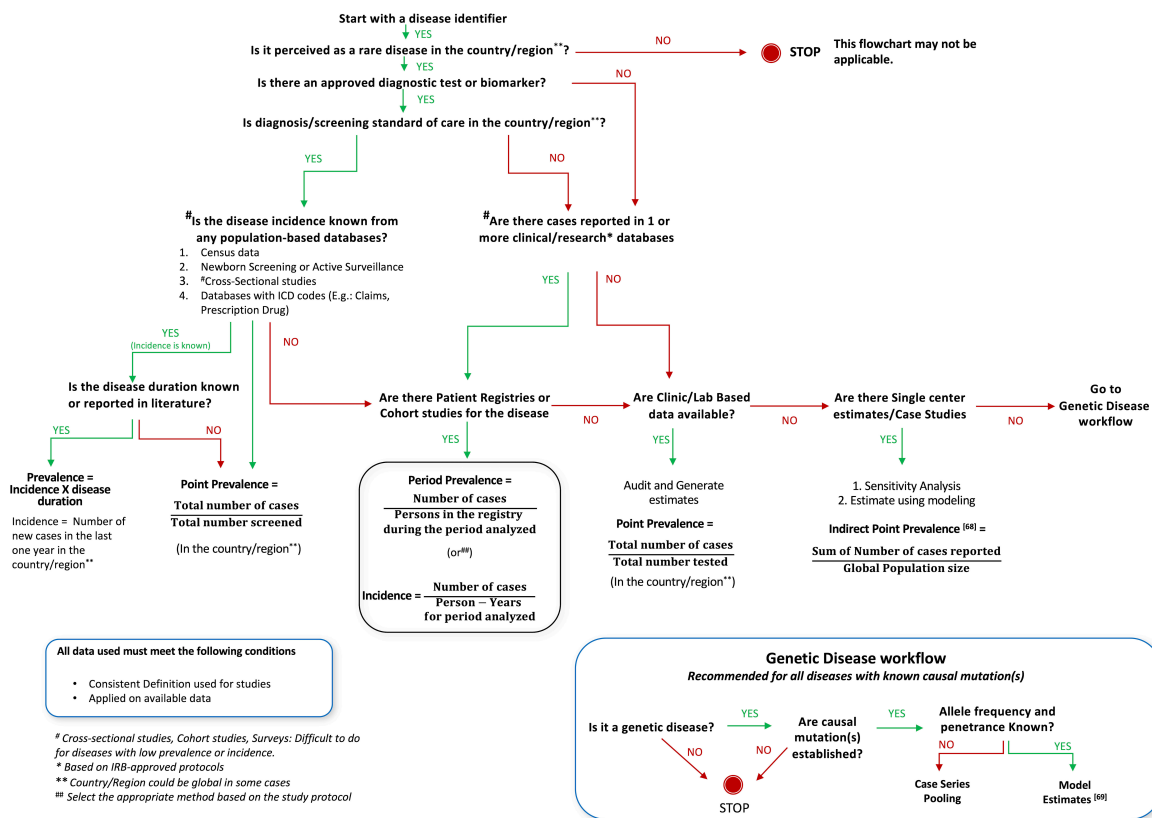 Start with a disease identifier
YES
Is it perceived as a rare disease in the country/region**?
NO
STOP
This flowchart may not be
applicable.
YES
Is there an approved diagnostic test or biomarker?
NO
YES
Is diagnosis/screening standard of care in the country/region**?
YES
NO
#Is the disease incidence known from
any population-based databases?
1. Census data
2. Newborn Screening or Active Surveillance
3. #Cross-Sectional studies
4. Databases with ICD codes (E.g.: Claims,
Prescription Drug)
#Are there cases reported in 1 or
more clinical/research* databases
YES
NO
YES
(Incidence is known)
NO
Is the disease duration known
or reported in literature?
Are there Patient Registries or
Cohort studies for the disease
NO
Are Clinic/Lab Based
data available?
NO
Are there Single center
estimates/Case Studies
NO
Go to
Genetic Disease
workflow
YES
NO
YES
YES
YES
Prevalence =
Incidence X disease
duration
Incidence = Number of
new cases in the last
one year in the
country/region**
Point Prevalence =
Total number of cases
Total number screened
(In the country/region**)
Period Prevalence =
Number of cases
Persons in the registry
during the period analyzed
(or##)
Incidence = Number of cases
Person − Years
for period analyzed
Audit and Generate
estimates
Point Prevalence =
Total number of cases
Total number tested
(In the country/region**)
1. Sensitivity Analysis
2. Estimate using modeling
Indirect Point Prevalence [68] =
Sum of Number of cases reported
Global Population size
All data used must meet the following conditions
• Consistent Definition used for studies
• Applied on available data
# Cross-sectional studies, Cohort studies, Surveys: Difficult to do
for diseases with low prevalence or incidence.
* Based on IRB-approved protocols
** Country/Region could be global in some cases
## Select the appropriate method based on the study protocol
Genetic Disease workflow
Recommended for all diseases with known causal mutation(s)
Is it a genetic disease?
YES
Are causal
mutation(s)
established?
YES
Allele frequency and
penetrance Known?
NO
NO
STOP
NO
YES
Case Series
Pooling
Model
Estimates [69]